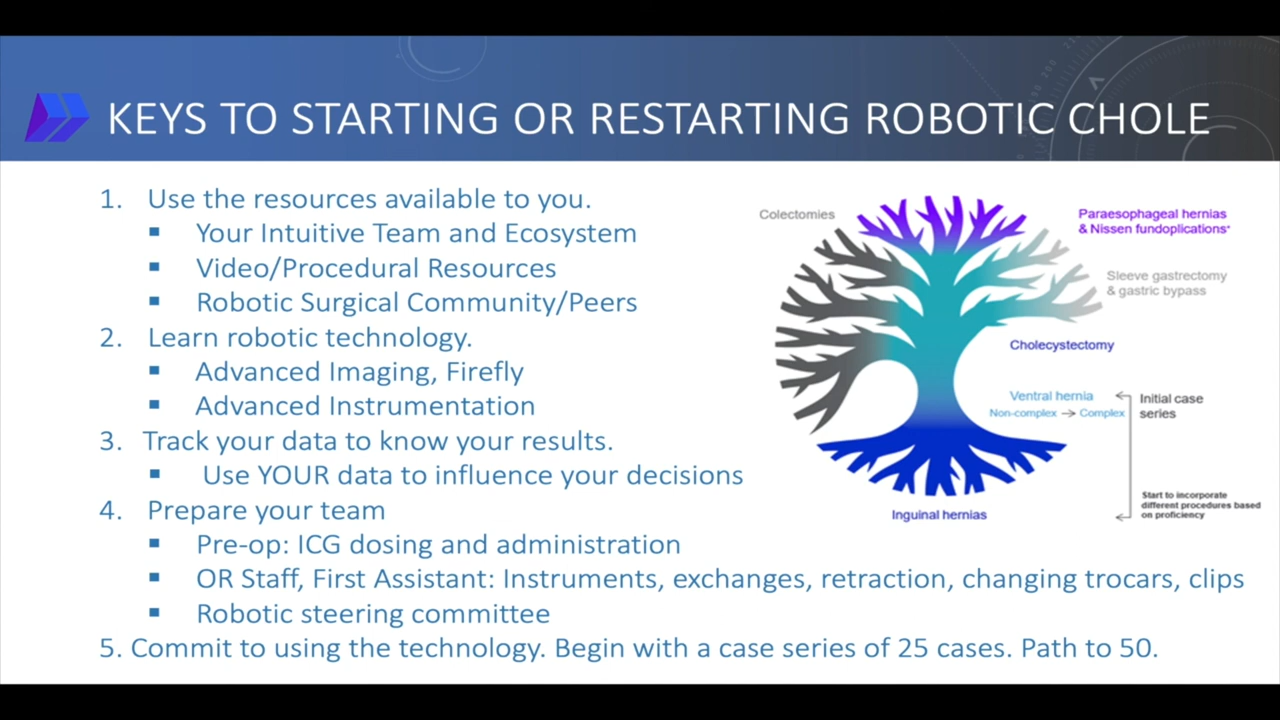 KEYS TO STARTING OR RESTARTING ROBOTIC CHOLE
1. Use the resources available to you.
▪ Your Intuitive Team and Ecosystem
▪ Video/Procedural Resources
▪ Robotic Surgical Community/Peers
2. Learn robotic technology.
▪ Advanced Imaging, Firefly
▪ Advanced Instrumentation
3. Track your data to know your results.
▪ Use YOUR data to influence your decisions
4. Prepare your team
▪ Pre-op: ICG dosing and administration
▪ OR Staff, First Assistant: Instruments, exchanges, retraction, changing trocars, clips
▪ Robotic steering committee
5. Commit to using the technology. Begin with a case series of 25 cases. Path to 50.
Colectomies
Paraesophageal hernias
& Nissen fundoplications*
Sleeve gastrectomy
& gastric bypass
Cholecystectomy
Ventral hernia
Non-complex → Complex
Initial case
series
Start to incorporate
different procedures based
on proficiency
Inguinal hernias